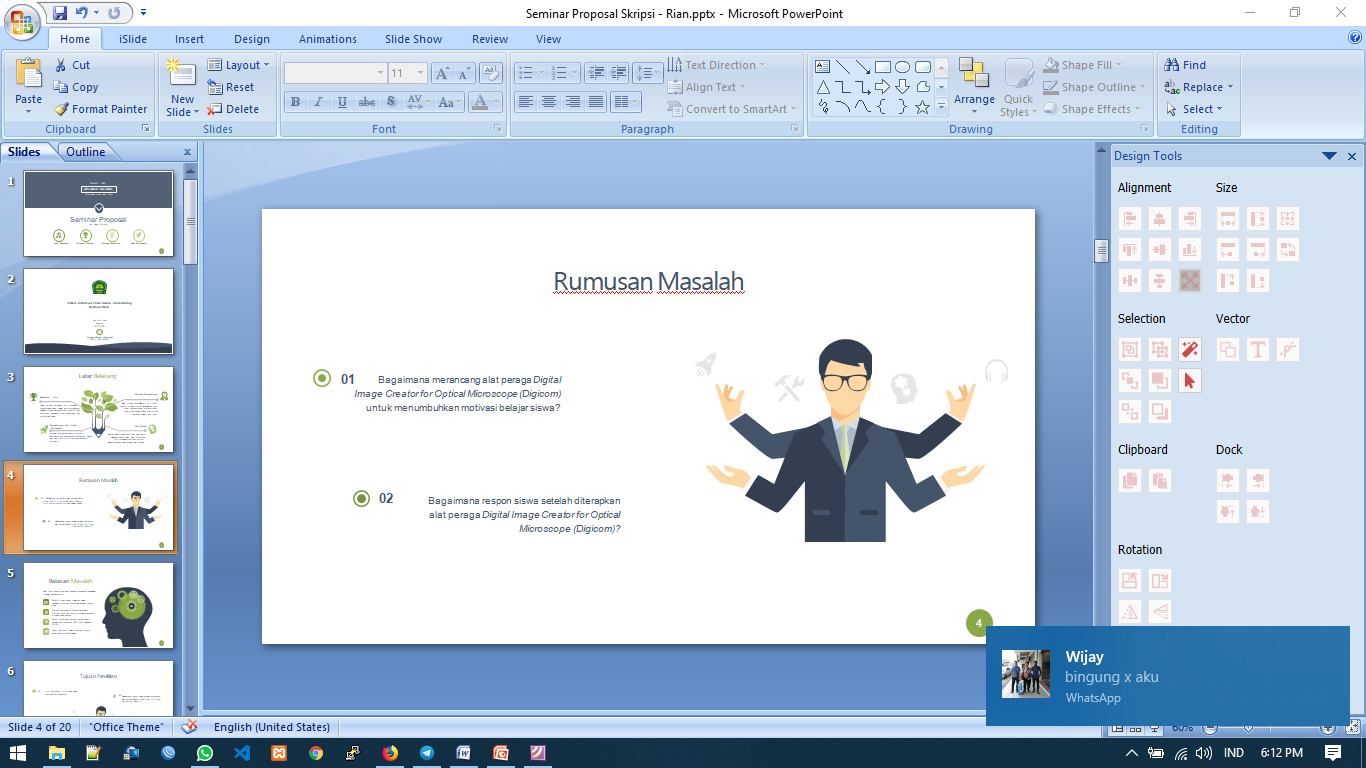 Seminar Proposal Skripsi - Rian.pptx - Microsoft PowerPoint
Home iSlide Insert Design Animations Slide Show Review View
Paste
Cut
Copy
Format Painter
Clipboard
New Slide
Layout
Reset
Delete
Slides
11
B I U abe S AV Aa A
Font
Text Direction
Align Text
Convert to SmartArt
Paragraph
Arrange
Quick Styles
Shape Fill
Shape Outline
Shape Effects
Drawing
Find
Replace
Select
Editing
Slides Outline
1
Seminar Proposal
2
3
Latar Belakang
4
Rumusan Masalah
5
Batasan Masalah
6
Tujuan Penelitian
Rumusan Masalah
01
Bagaimana merancang alat peraga Digital
Image Creator for Optical Microscope (Digicom)
untuk menumbuhkan motivasi belajar siswa?
02
Bagaimana respon siswa setelah diterapkan
alat peraga Digital Image Creator for Optical
Microscope (Digicom)?
4
Design Tools
Alignment Size
Selection Vector
Clipboard Dock
Rotation
Wijay
bingung x aku
WhatsApp
Slide 4 of 20 "Office Theme" English (United States) 60%
IND 6:12 PM